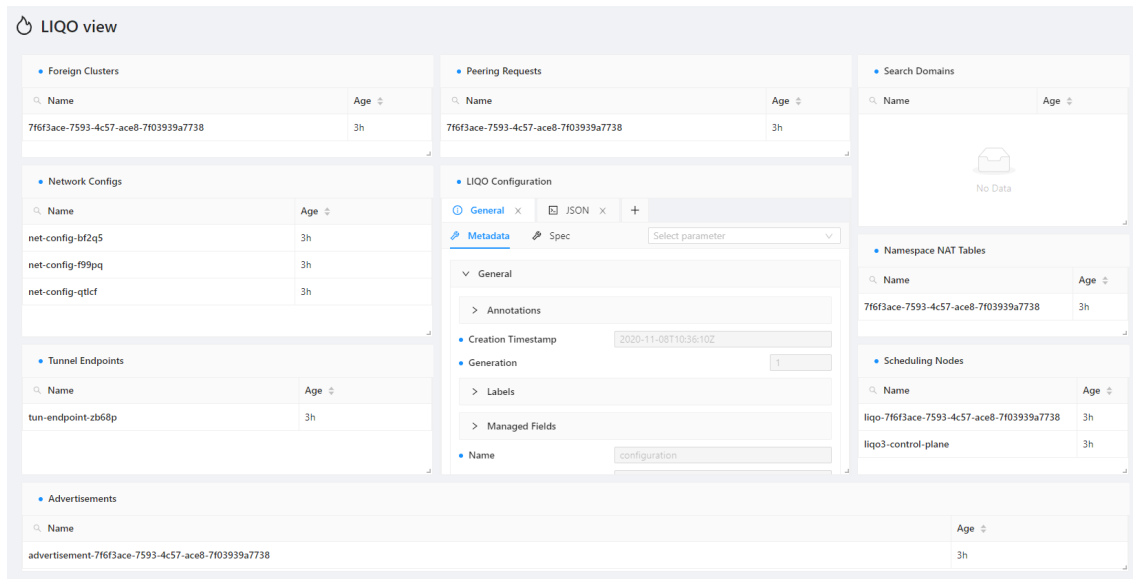 LIQO view
Foreign Clusters
Name Age
7f6f3ace-7593-4c57-ace8-7f03939a7738 3h
Peering Requests
Name Age
7f6f3ace-7593-4c57-ace8-7f03939a7738 3h
Search Domains
Name Age
No Data
Network Configs
Name Age
net-config-bf2q5 3h
net-config-f99pq 3h
net-config-qtlcf 3h
LIQO Configuration
General JSON
Metadata Spec Select parameter
General
Annotations
Creation Timestamp 2020-11-08T10:36:10Z
Generation 1
Labels
Managed Fields
Name configuration
Namespace NAT Tables
Name Age
7f6f3ace-7593-4c57-ace8-7f03939a7738 3h
Tunnel Endpoints
Name Age
tun-endpoint-zb68p 3h
Scheduling Nodes
Name Age
liqo-7f6f3ace-7593-4c57-ace8-7f03939a7738 3h
liqo3-control-plane 3h
Advertisements
Name Age
advertisement-7f6f3ace-7593-4c57-ace8-7f03939a7738 3h